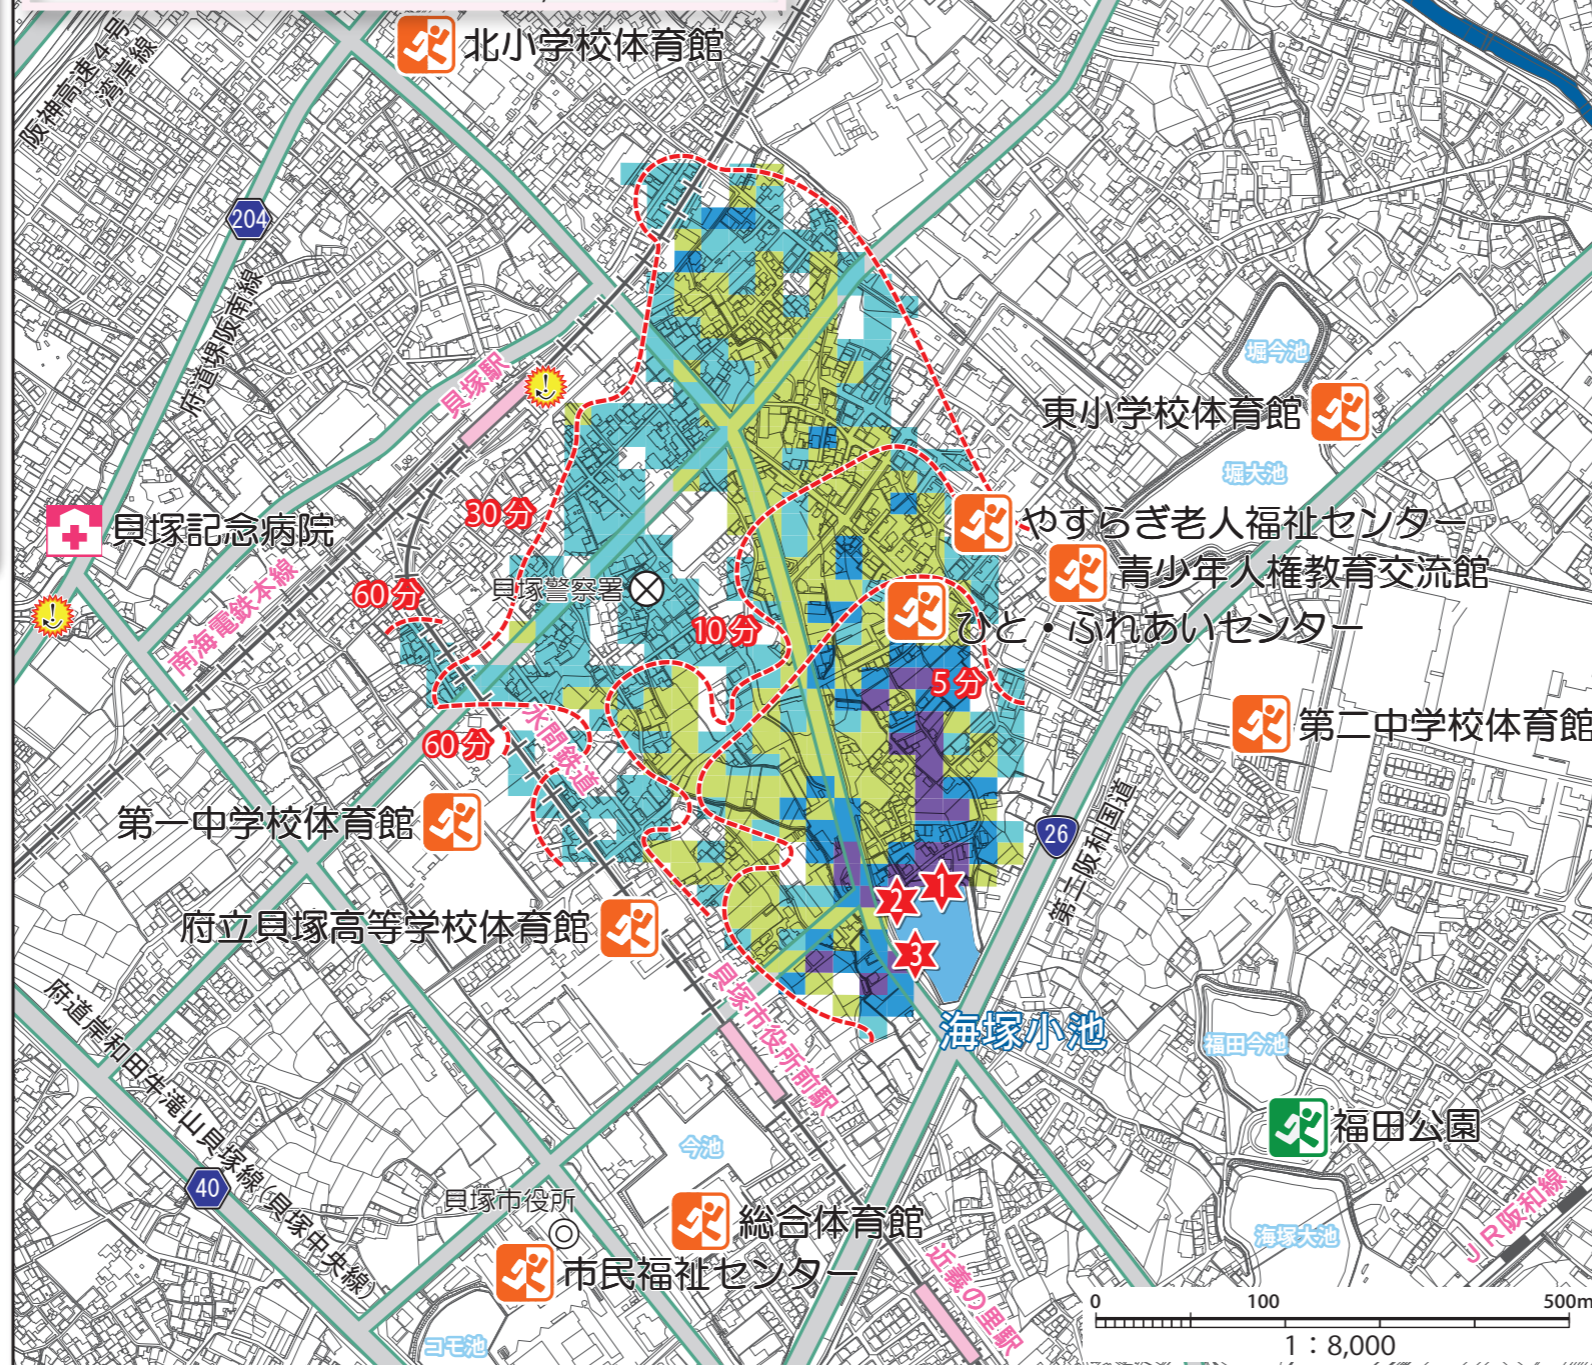 北小学校体育館
阪神高速4号
湾岸線
204
府道堺阪南線
貝塚駅
堀今池
東小学校体育館
堀大池
30分
貝塚記念病院
やすらぎ老人福祉センター
青少年人権教育交流館
60分
貝塚警察署
南海電鉄本線
10分
ひと・ふれあいセンター
5分
60分
水間鉄道
第二中学校体育館
第一中学校体育館
26
第二阪和国道
1
2
3
府立貝塚高等学校体育館
貝塚市役所前駅
海塚小池
福田今池
府道岸和田牛滝山貝塚線(貝塚中央線)
40
今池
福田公園
貝塚市役所
総合体育館
市民福祉センター
海塚大池
JR阪和線
近義の里駅
コモ池
0 100 500m
1:8,000